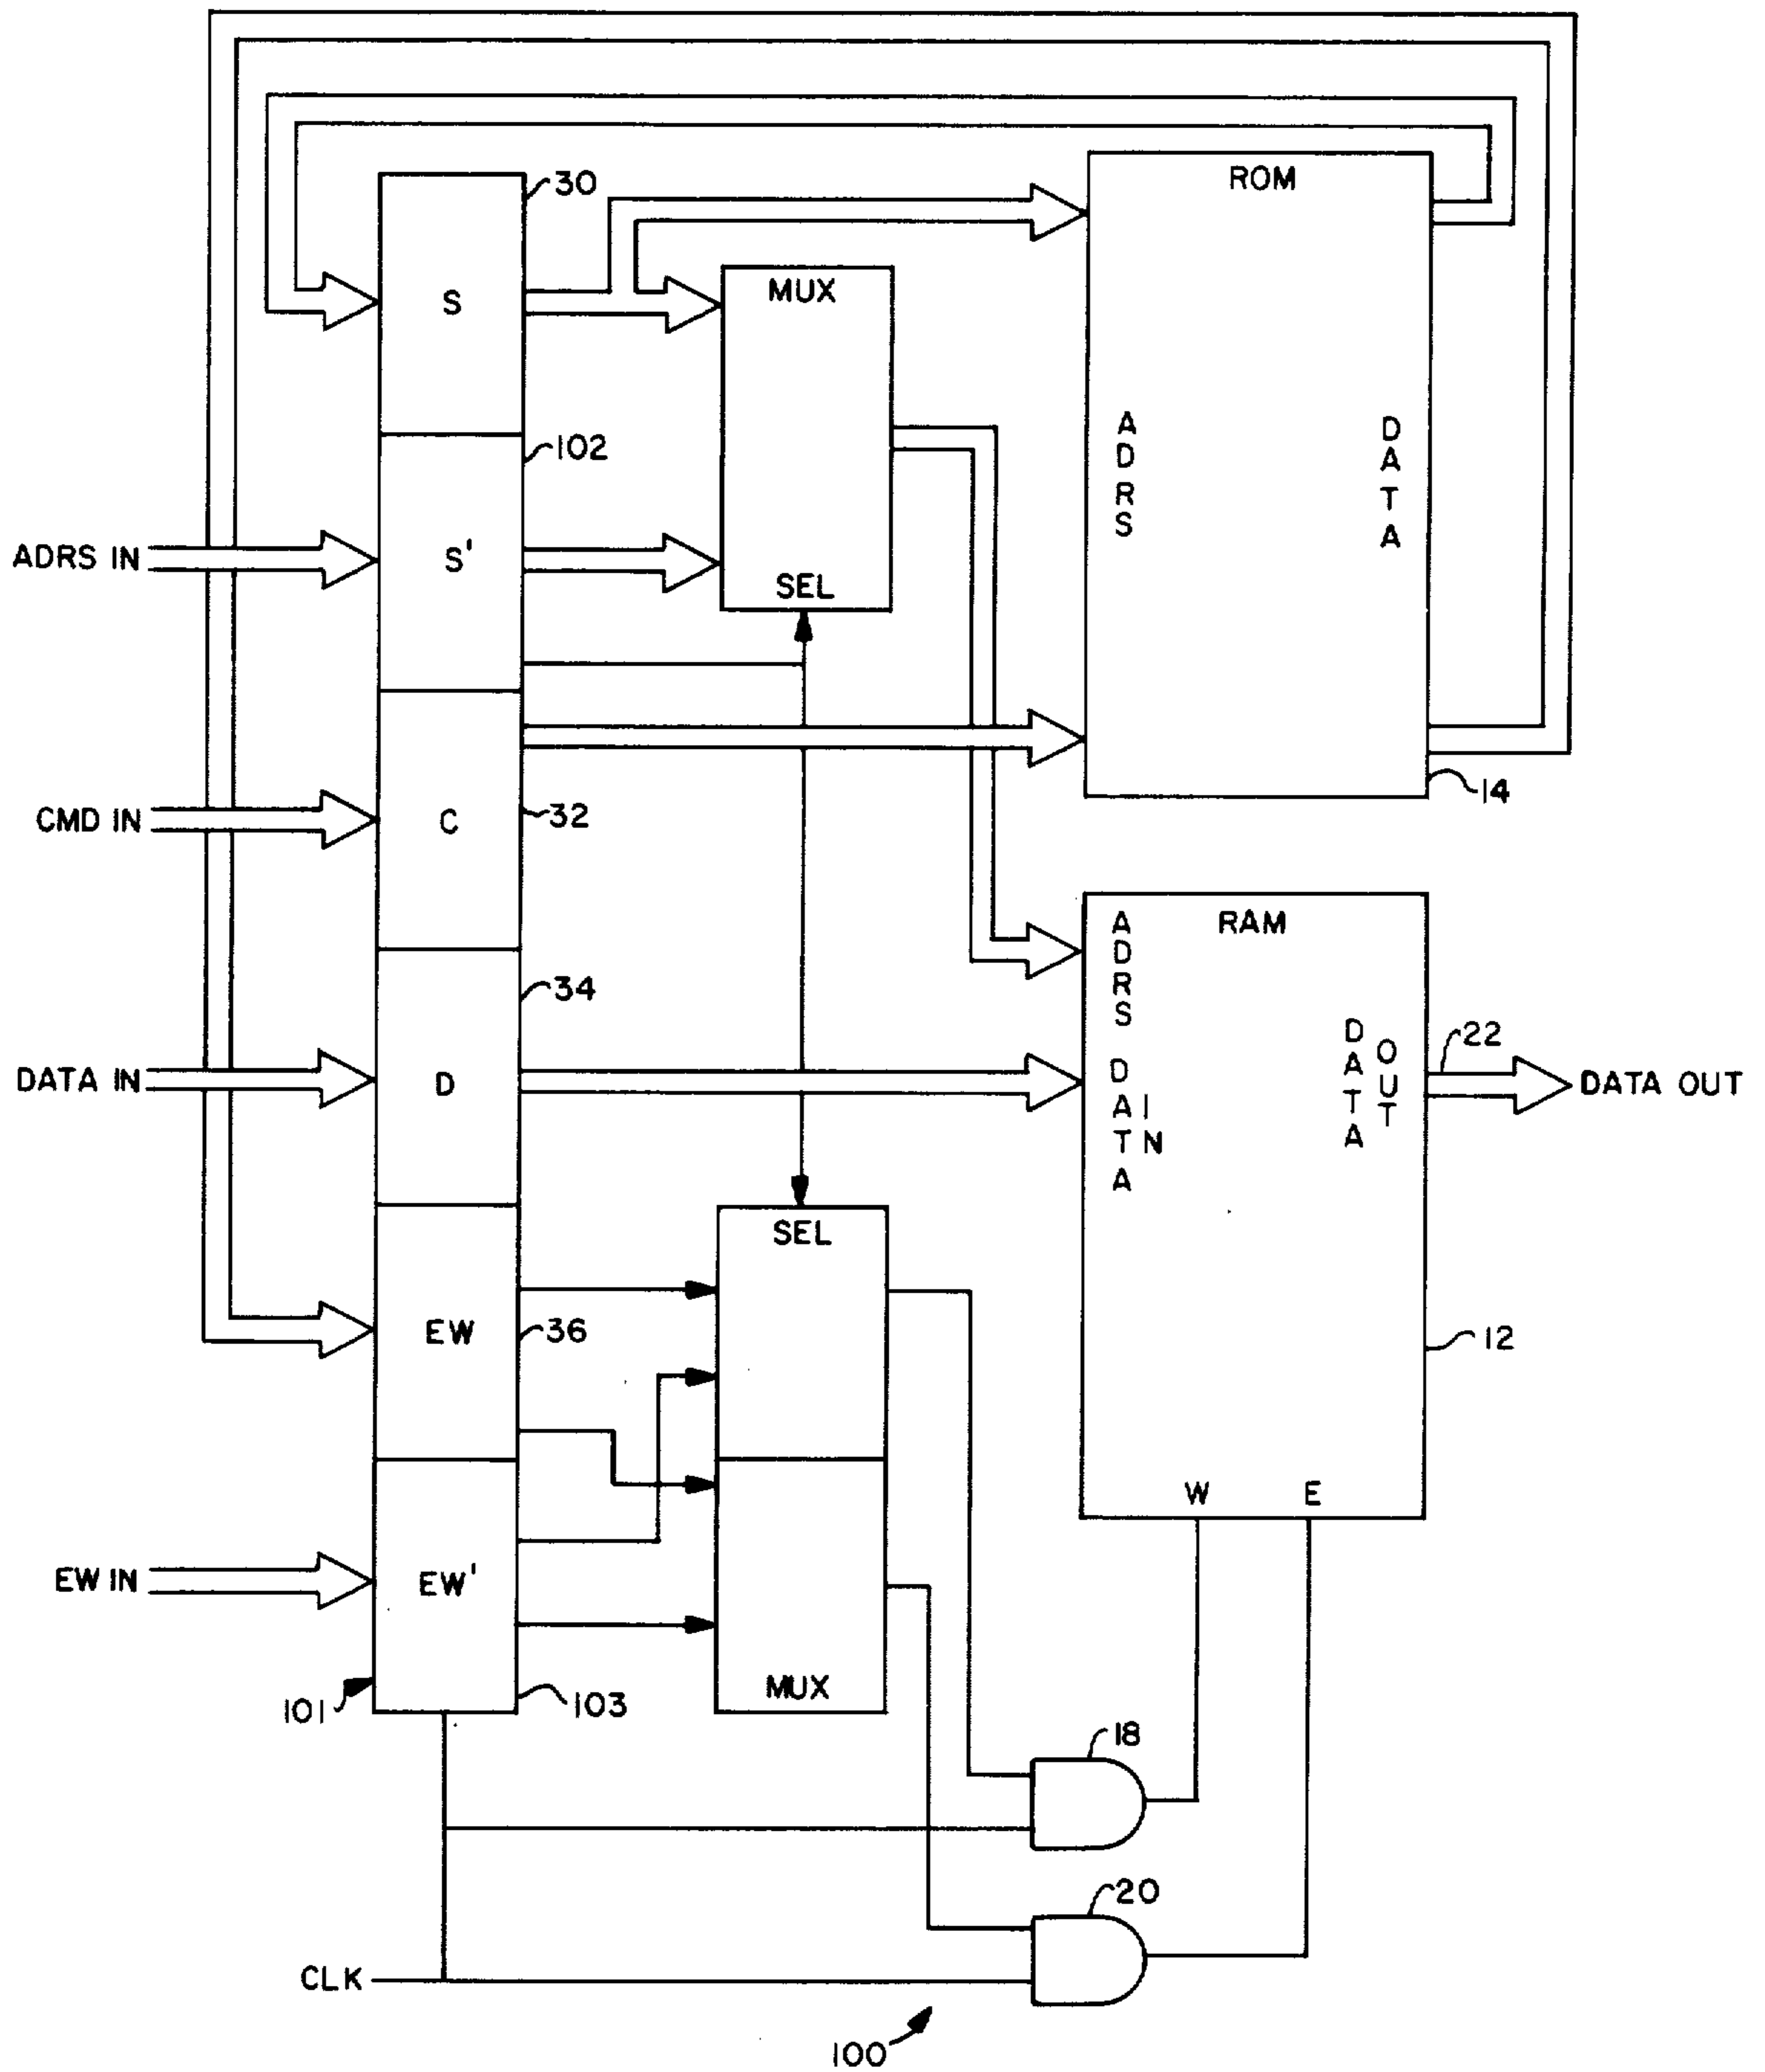 30
ROM
S
MUX
102
ADRS
DATA
ADRS IN
S'
SEL
14
CMD IN
C
32
RAM
ADRS
34
22
DATA IN
D
DATA IN
DATA OUT
DATA OUT
SEL
EW
36
12
W
E
EW IN
EW'
MUX
101
103
18
20
CLK
100